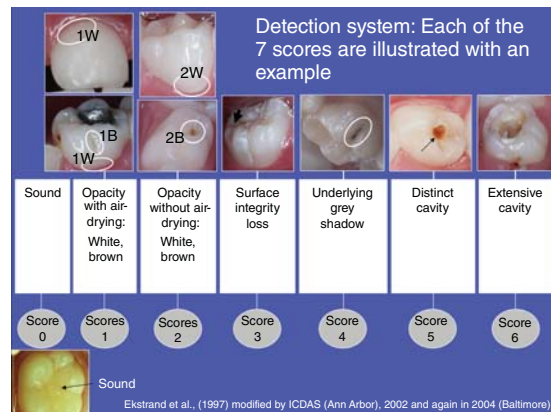 Detection system: Each of the
7 scores are illustrated with an
example
1W
2W
1B
1W
2B
Sound
Opacity
with air-
drying:
White,
brown
Opacity
without air-
drying:
White,
brown
Surface
integrity
loss
Underlying
grey
shadow
Distinct
cavity
Extensive
cavity
Score
0
Scores
1
Scores
2
Score
3
Score
4
Score
5
Score
6
Sound
Ekstrand et al., (1997) modified by ICDAS (Ann Arbor), 2002 and again in 2004 (Baltimore)